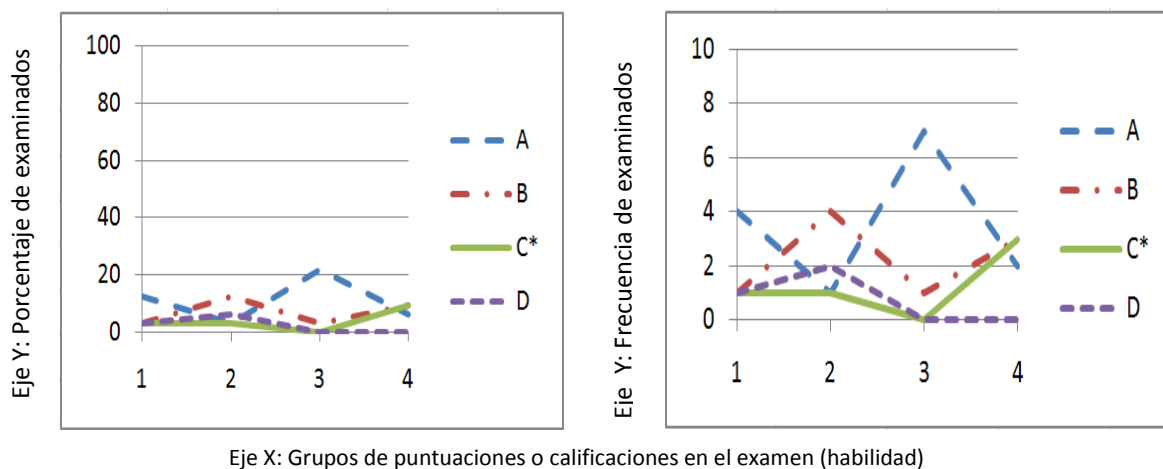 Eje Y: Porcentaje de examinados
100
80
60
40
20
0
1 2 3 4
A
B
C*
D
Eje Y: Frecuencia de examinados
10
8
6
4
2
0
1 2 3 4
A
B
C*
D
Eje X: Grupos de puntuaciones o calificaciones en el examen (habilidad)